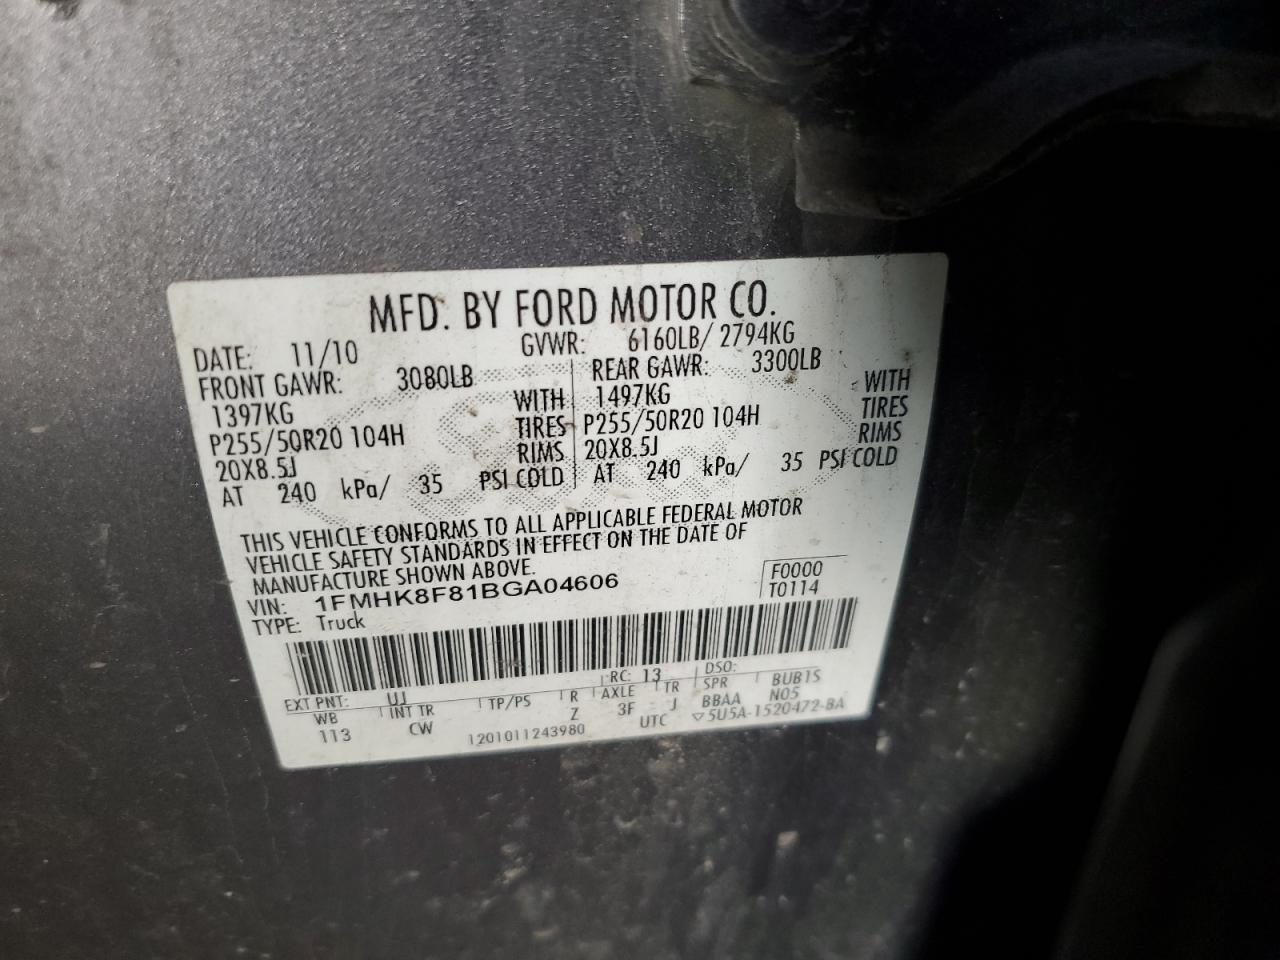 MFD. BY FORD MOTOR CO.
DATE: 11/10 GVWR: 6160LB/ 2794KG
FRONT GAWR: 3080LB REAR GAWR: 3300LB
1397KG WITH 1497KG WITH
P255/50R20 104H TIRES P255/50R20 104H TIRES
20X8.5J RIMS 20X8.5J RIMS
AT 240 kPa/ 35 PSI COLD AT 240 kPa/ 35 PSI COLD
THIS VEHICLE CONFORMS TO ALL APPLICABLE FEDERAL MOTOR
VEHICLE SAFETY STANDARDS IN EFFECT ON THE DATE OF
MANUFACTURE SHOWN ABOVE.
VIN: 1FMHK8F81BGA04606 F0000
TYPE: Truck T0114
EXT PNT: UJ RC: 13 DSO:
WB INT TR TP/PS R AXLE TR SPR BUB1S
113 CW Z 3F J BBAA N05
1201011243980 UTC ▽5U5A-1520472-BA